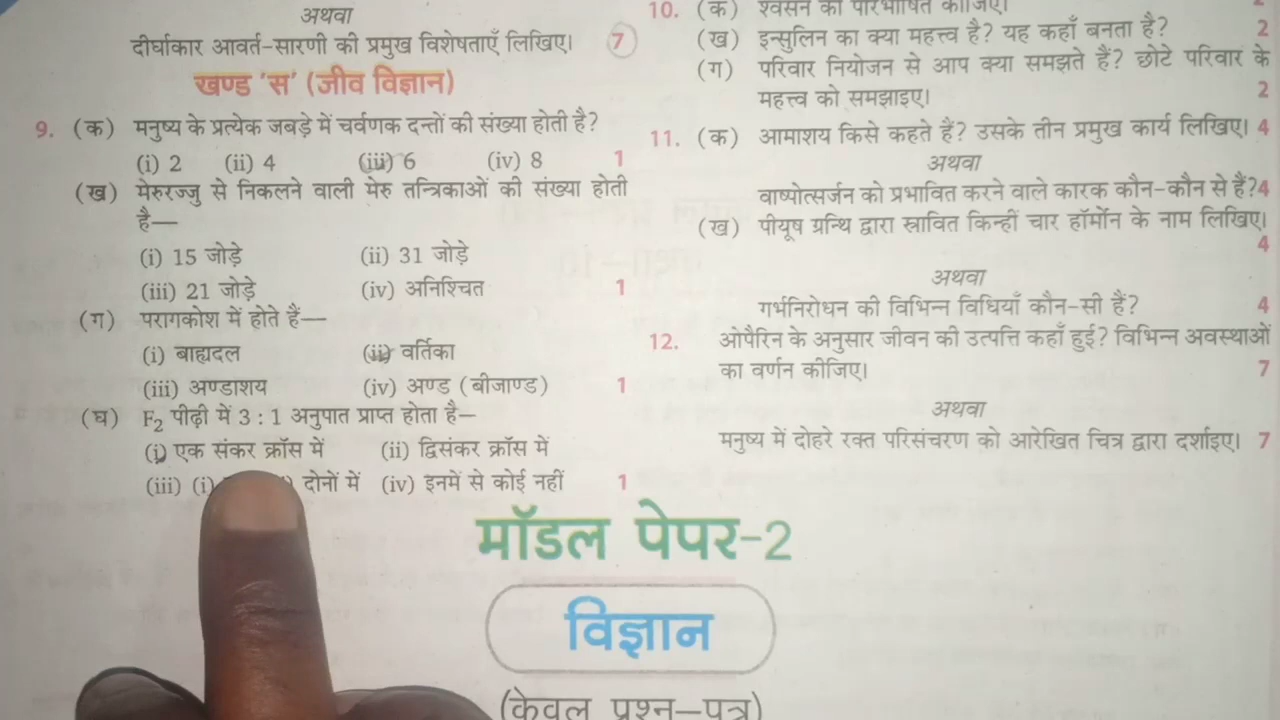 अथवा
दीर्घाकार आवर्त-सारणी की प्रमुख विशेषताएँ लिखिए। 7
खण्ड 'स' (जीव विज्ञान)
9. (क) मनुष्य के प्रत्येक जबड़े में चर्वणक दन्तों की संख्या होती है?
(i) 2 (ii) 4 (iii) 6 (iv) 8 1
(ख) मेरुरज्जु से निकलने वाली मेरु तन्त्रिकाओं की संख्या होती
है—
(i) 15 जोड़े (ii) 31 जोड़े
(iii) 21 जोड़े (iv) अनिश्चित 1
(ग) परागकोश में होते हैं—
(i) बाह्यदल (ii) वर्तिका
(iii) अण्डाशय (iv) अण्ड (बीजाण्ड) 1
(घ) F₂ पीढ़ी में 3 : 1 अनुपात प्राप्त होता है—
(i) एक संकर क्रॉस में (ii) द्विसंकर क्रॉस में
(iii) (i) दोनों में (iv) इनमें से कोई नहीं 1
10. (क) श्वसन को परिभाषित कीजिए।
(ख) इन्सुलिन का क्या महत्त्व है? यह कहाँ बनता है? 2
(ग) परिवार नियोजन से आप क्या समझते हैं? छोटे परिवार के
महत्त्व को समझाइए। 2
11. (क) आमाशय किसे कहते हैं? उसके तीन प्रमुख कार्य लिखिए। 4
अथवा
वाष्पोत्सर्जन को प्रभावित करने वाले कारक कौन-कौन से हैं? 4
(ख) पीयूष ग्रन्थि द्वारा स्रावित किन्हीं चार हॉर्मोन के नाम लिखिए।
4
अथवा
गर्भनिरोधन की विभिन्न विधियाँ कौन-सी हैं? 4
12. ओपैरिन के अनुसार जीवन की उत्पत्ति कहाँ हुई? विभिन्न अवस्थाओं
का वर्णन कीजिए। 7
अथवा
मनुष्य में दोहरे रक्त परिसंचरण को आरेखित चित्र द्वारा दर्शाइए। 7
मॉडल पेपर-2
विज्ञान
(केवल प्रश्न—पत्र)